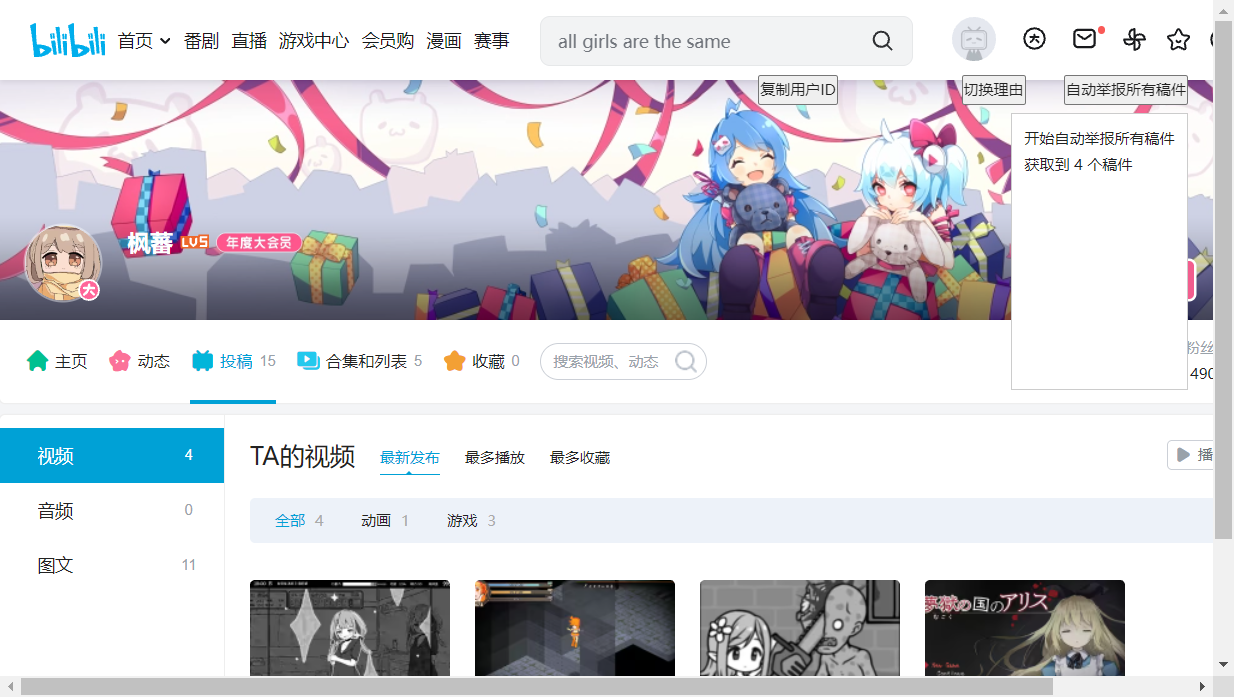 bilibili 首页 番剧 直播 游戏中心 会员购 漫画 赛事 all girls are the same
复制用户ID 切换理由 自动举报所有稿件
开始自动举报所有稿件
获取到 4 个稿件
枫蕃 LV5 年度大会员
大
主页 动态 投稿 15 合集和列表 5 收藏 0 搜索视频、动态
粉丝
490
视频 4
音频 0
图文 11
TA的视频 最新发布 最多播放 最多收藏 播
全部 4 动画 1 游戏 3
夢獄の国のアリス
むごく